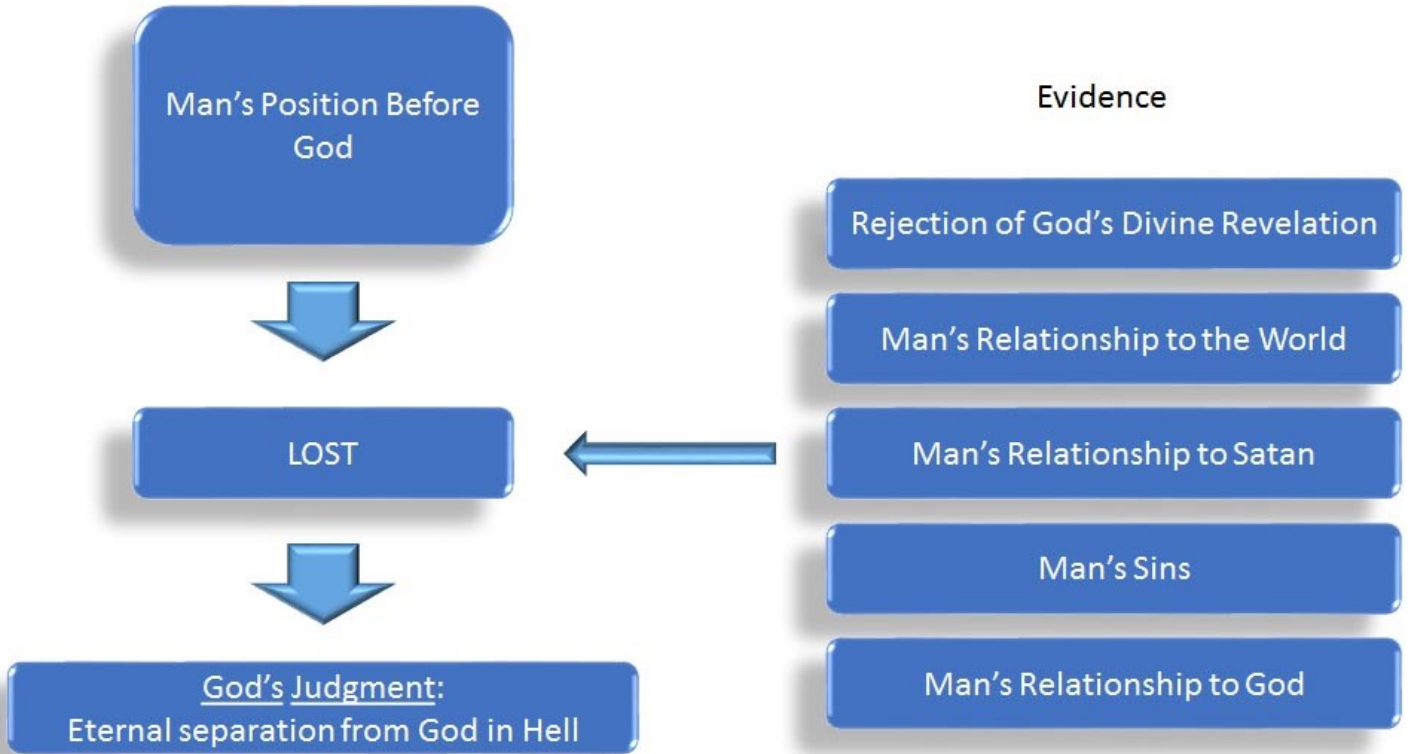 Man’s Position Before
God
LOST
God’s Judgment:
Eternal separation from God in Hell
Evidence
Rejection of God’s Divine Revelation
Man’s Relationship to the World
Man’s Relationship to Satan
Man’s Sins
Man’s Relationship to God